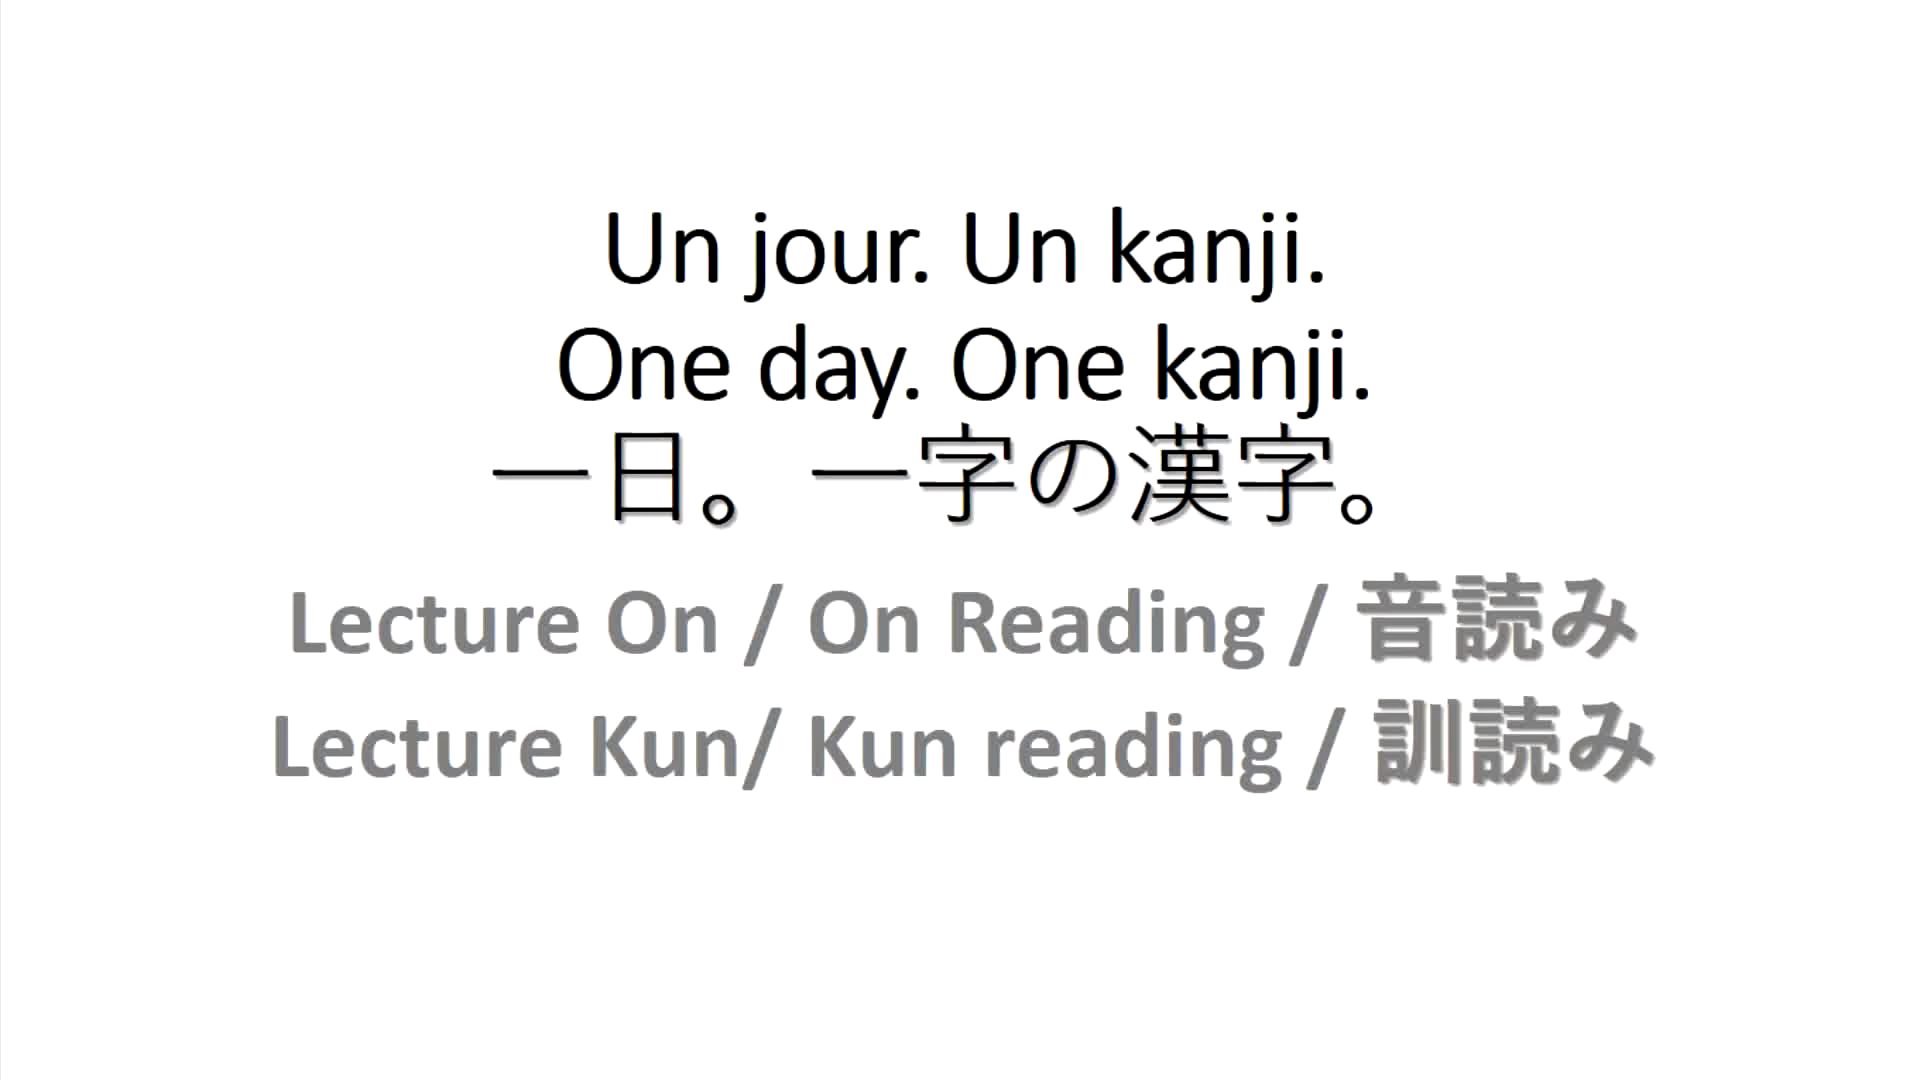 Un jour. Un kanji.
One day. One kanji.
一日。一字の漢字。
Lecture On / On Reading / 音読み
Lecture Kun/ Kun reading / 訓読み